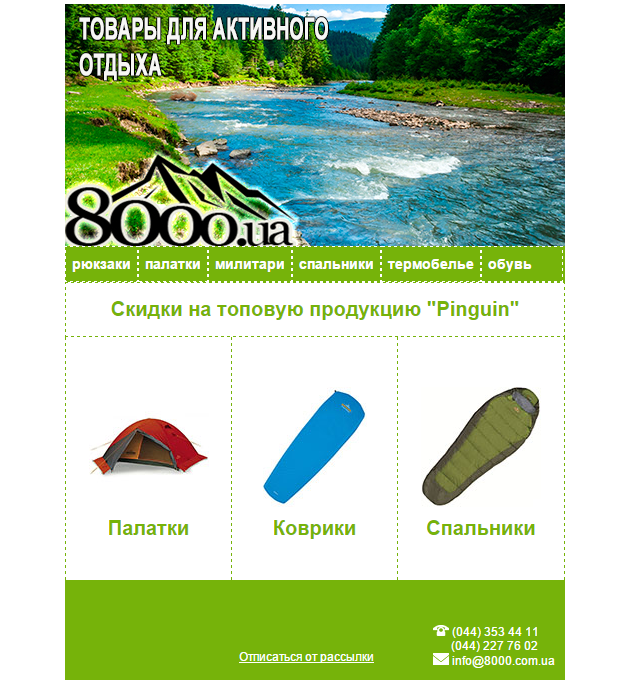 ТОВАРЫ ДЛЯ АКТИВНОГО
ОТДЫХА
8000.ua
рюкзаки палатки милитари спальники термобелье обувь
Скидки на топовую продукцию "Pinguin"
Палатки Коврики Спальники
(044) 353 44 11
(044) 227 76 02
Отписаться от рассылки info@8000.com.ua